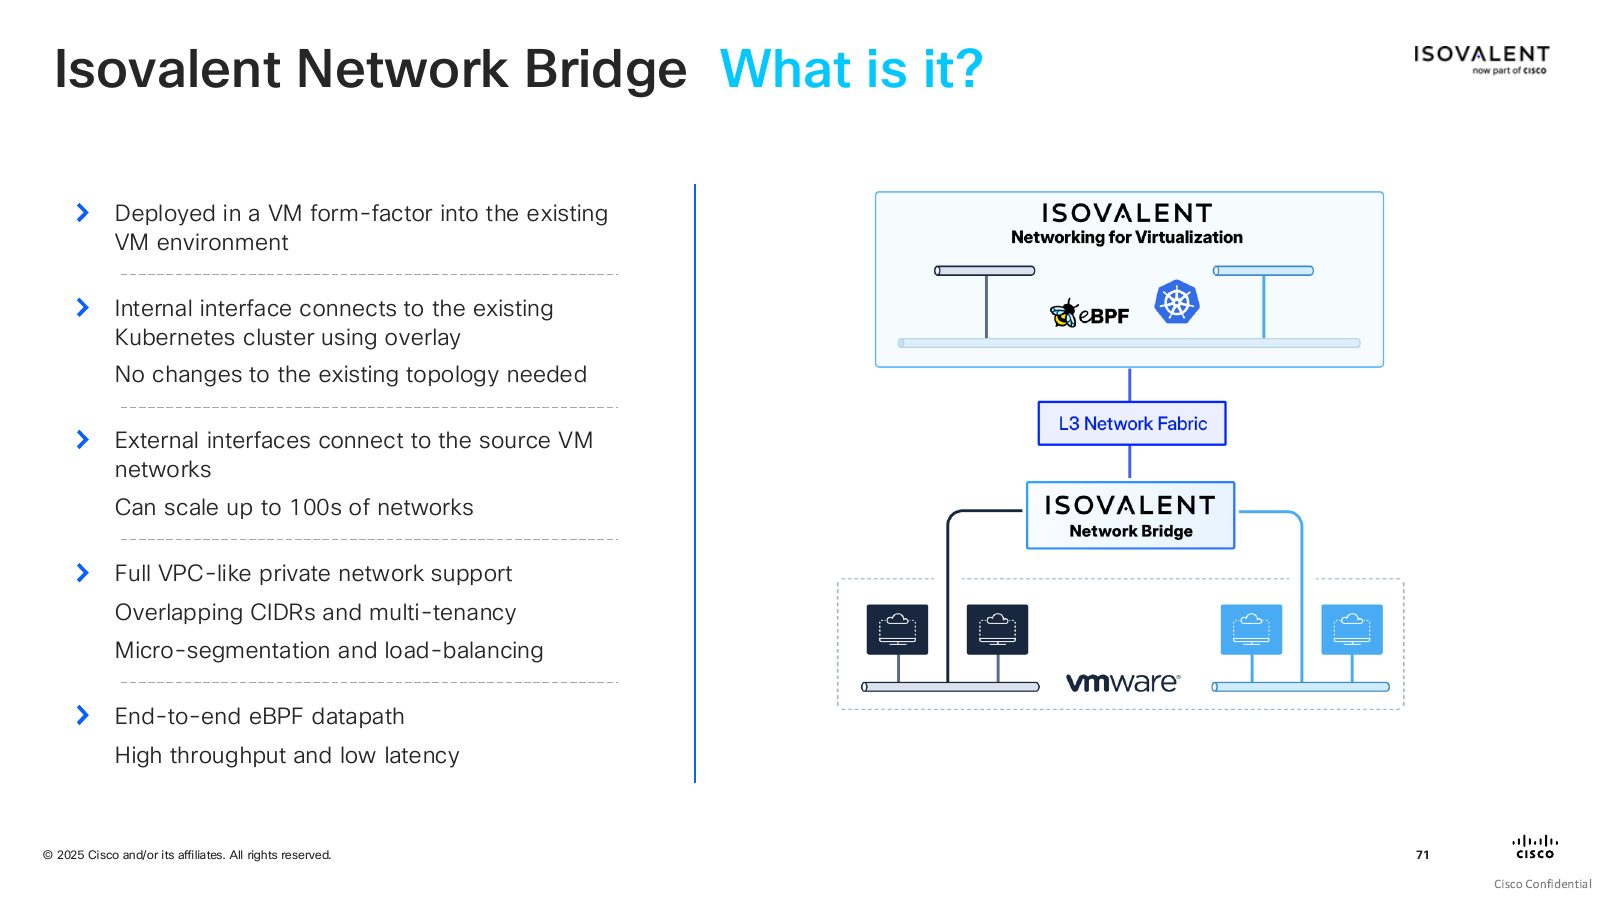 Isovalent Network Bridge What is it?
ISOVALENT
now part of CISCO
Deployed in a VM form-factor into the existing
VM environment
Internal interface connects to the existing
Kubernetes cluster using overlay
No changes to the existing topology needed
External interfaces connect to the source VM
networks
Can scale up to 100s of networks
Full VPC-like private network support
Overlapping CIDRs and multi-tenancy
Micro-segmentation and load-balancing
End-to-end eBPF datapath
High throughput and low latency
ISOVALENT
Networking for Virtualization
eBPF
L3 Network Fabric
ISOVALENT
Network Bridge
vmware®
© 2025 Cisco and/or its affiliates. All rights reserved.
71
CISCO
Cisco Confidential